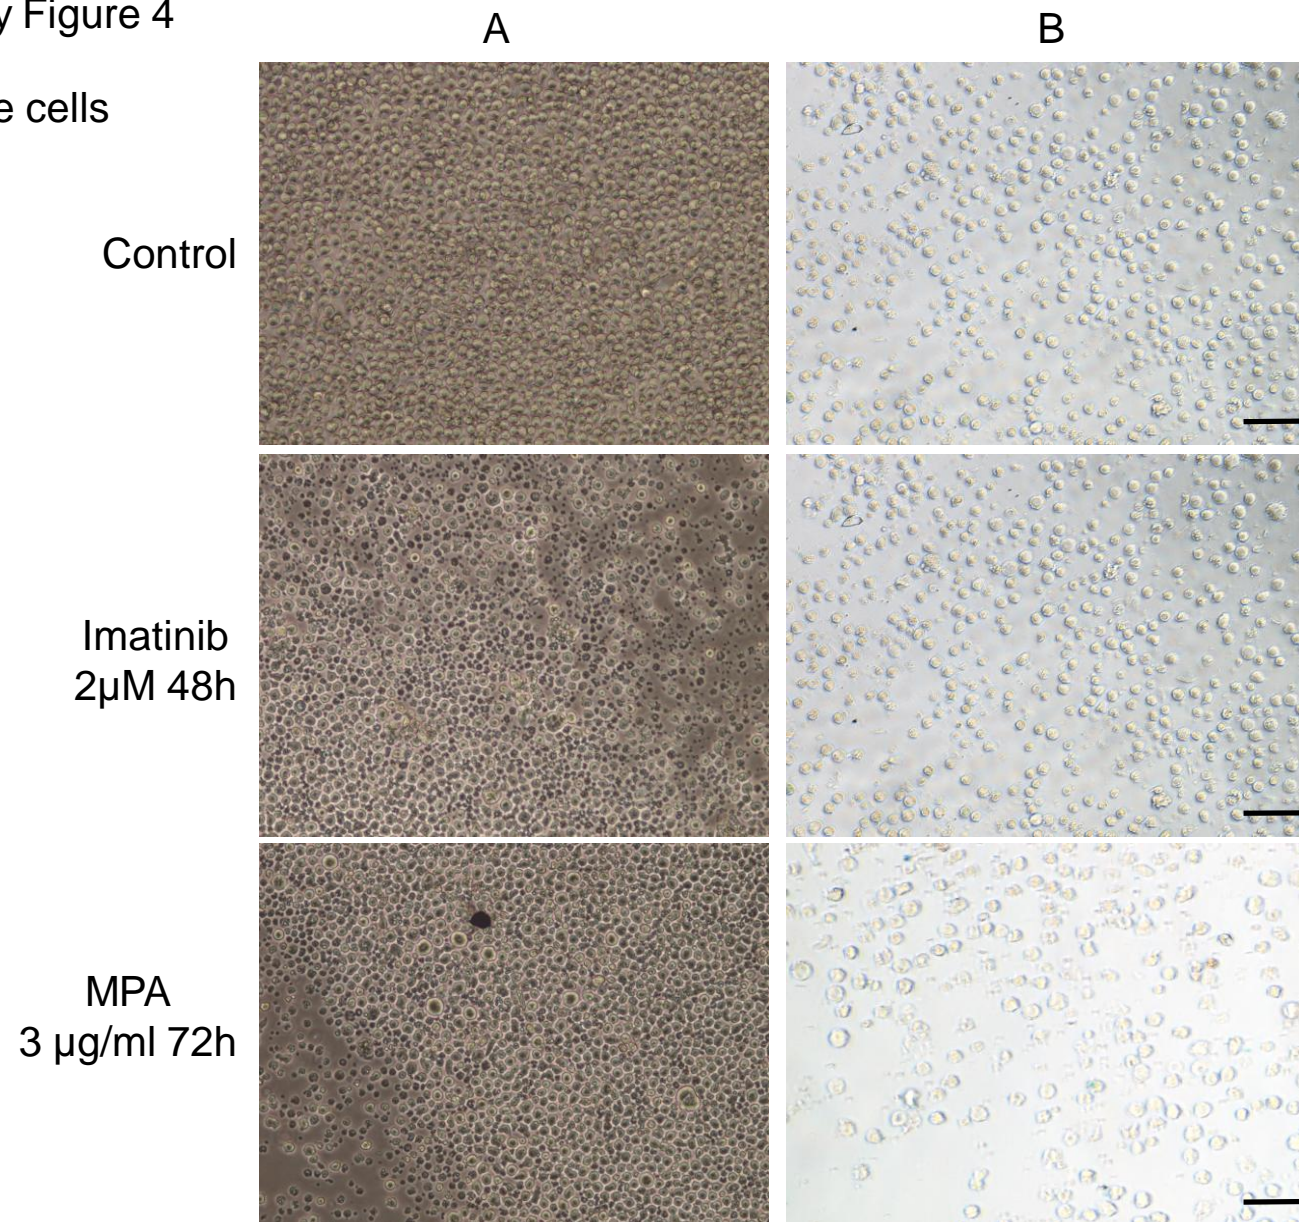 y Figure 4
A
B
e cells
Control
Imatinib
2µM 48h
MPA
3 µg/ml 72h